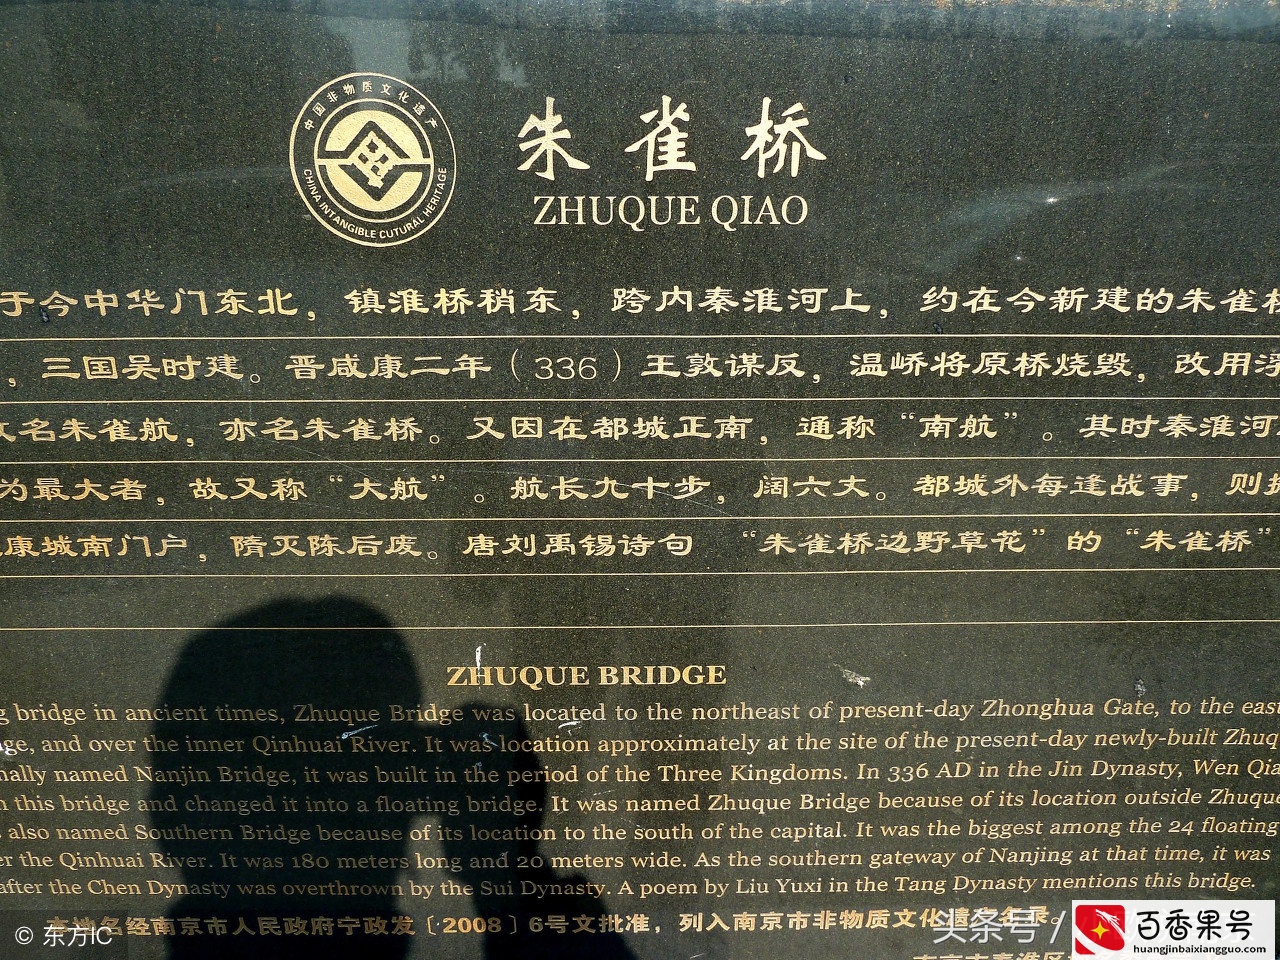 中国非物质文化遗产
CHINA INTANGIBLE CUTURAL HERITAGE
朱雀桥
ZHUQUE QIAO
于今中华门东北，镇淮桥稍东，跨内秦淮河上，约在今新建的朱雀
，三国吴时建。晋咸康二年（336）王敦谋反，温峤将原桥烧毁，改用浮
名朱雀航，亦名朱雀桥。又因在都城正南，通称“南航”。其时秦淮河
为最大者，故又称“大航”。航长九十步，阔六丈。都城外每逢战事，则
康城南门户，隋灭陈后废。唐刘禹锡诗句 “朱雀桥边野草花”的“朱雀桥”
ZHUQUE BRIDGE
g bridge in ancient times, Zhuque Bridge was located to the northeast of present-day Zhonghua Gate, to the east
ge, and over the inner Qinhuai River. It was location approximately at the site of the present-day newly-built Zhuq
nally named Nanjin Bridge, it was built in the period of the Three Kingdoms. In 336 AD in the Jin Dynasty, Wen Qia
n this bridge and changed it into a floating bridge. It was named Zhuque Bridge because of its location outside Zhuque
s also named Southern Bridge because of its location to the south of the capital. It was the biggest among the 24 floating
er the Qinhuai River. It was 180 meters long and 20 meters wide. As the southern gateway of Nanjing at that time, it was
after the Chen Dynasty was overthrown by the Sui Dynasty. A poem by Liu Yuxi in the Tang Dynasty mentions this bridge.
本地名经南京市人民政府宁政发〔2008〕6号文批准，列入南京市非物质文化遗产名录。
© 东方IC
头条号/
百香果号
huangjinbaixiangguo.com